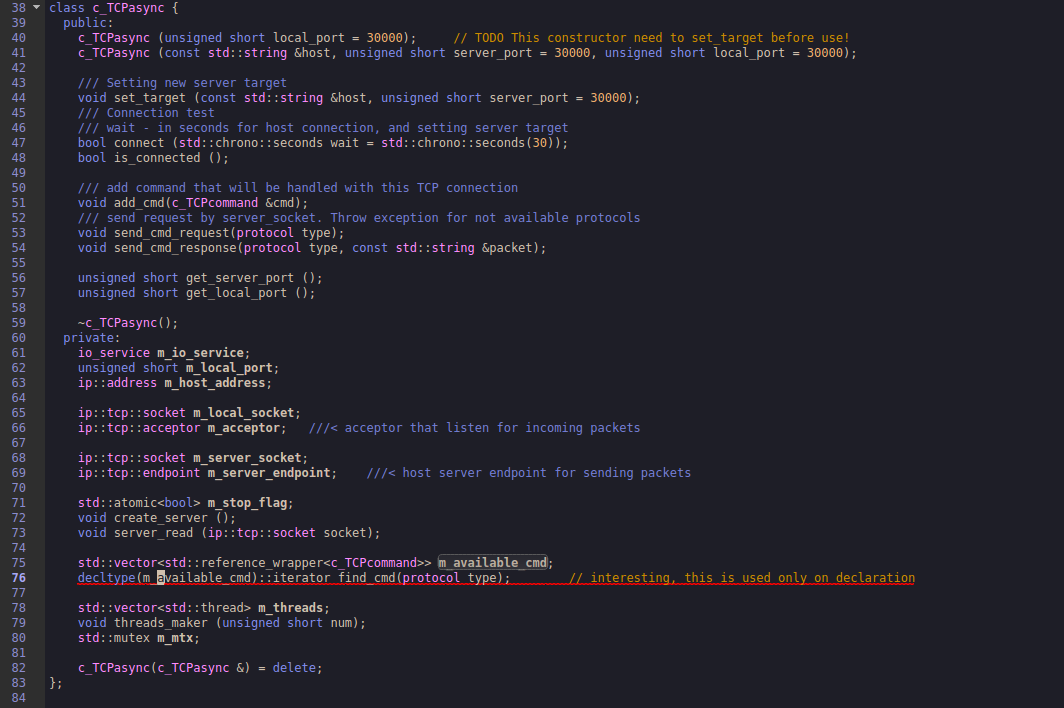 38 class c_TCPasync {
39 public:
40 c_TCPasync (unsigned short local_port = 30000); // TODO This constructor need to set_target before use!
41 c_TCPasync (const std::string &host, unsigned short server_port = 30000, unsigned short local_port = 30000);
42
43 /// Setting new server target
44 void set_target (const std::string &host, unsigned short server_port = 30000);
45 /// Connection test
46 /// wait - in seconds for host connection, and setting server target
47 bool connect (std::chrono::seconds wait = std::chrono::seconds(30));
48 bool is_connected ();
49
50 /// add command that will be handled with this TCP connection
51 void add_cmd(c_TCPcommand &cmd);
52 /// send request by server_socket. Throw exception for not available protocols
53 void send_cmd_request(protocol type);
54 void send_cmd_response(protocol type, const std::string &packet);
55
56 unsigned short get_server_port ();
57 unsigned short get_local_port ();
58
59 ~c_TCPasync();
60 private:
61 io_service m_io_service;
62 unsigned short m_local_port;
63 ip::address m_host_address;
64
65 ip::tcp::socket m_local_socket;
66 ip::tcp::acceptor m_acceptor; ///< acceptor that listen for incoming packets
67
68 ip::tcp::socket m_server_socket;
69 ip::tcp::endpoint m_server_endpoint; ///< host server endpoint for sending packets
70
71 std::atomic<bool> m_stop_flag;
72 void create_server ();
73 void server_read (ip::tcp::socket socket);
74
75 std::vector<std::reference_wrapper<c_TCPcommand>> m_available_cmd;
76 decltype(m_available_cmd)::iterator find_cmd(protocol type); // interesting, this is used only on declaration
77
78 std::vector<std::thread> m_threads;
79 void threads_maker (unsigned short num);
80 std::mutex m_mtx;
81
82 c_TCPasync(c_TCPasync &) = delete;
83 };
84